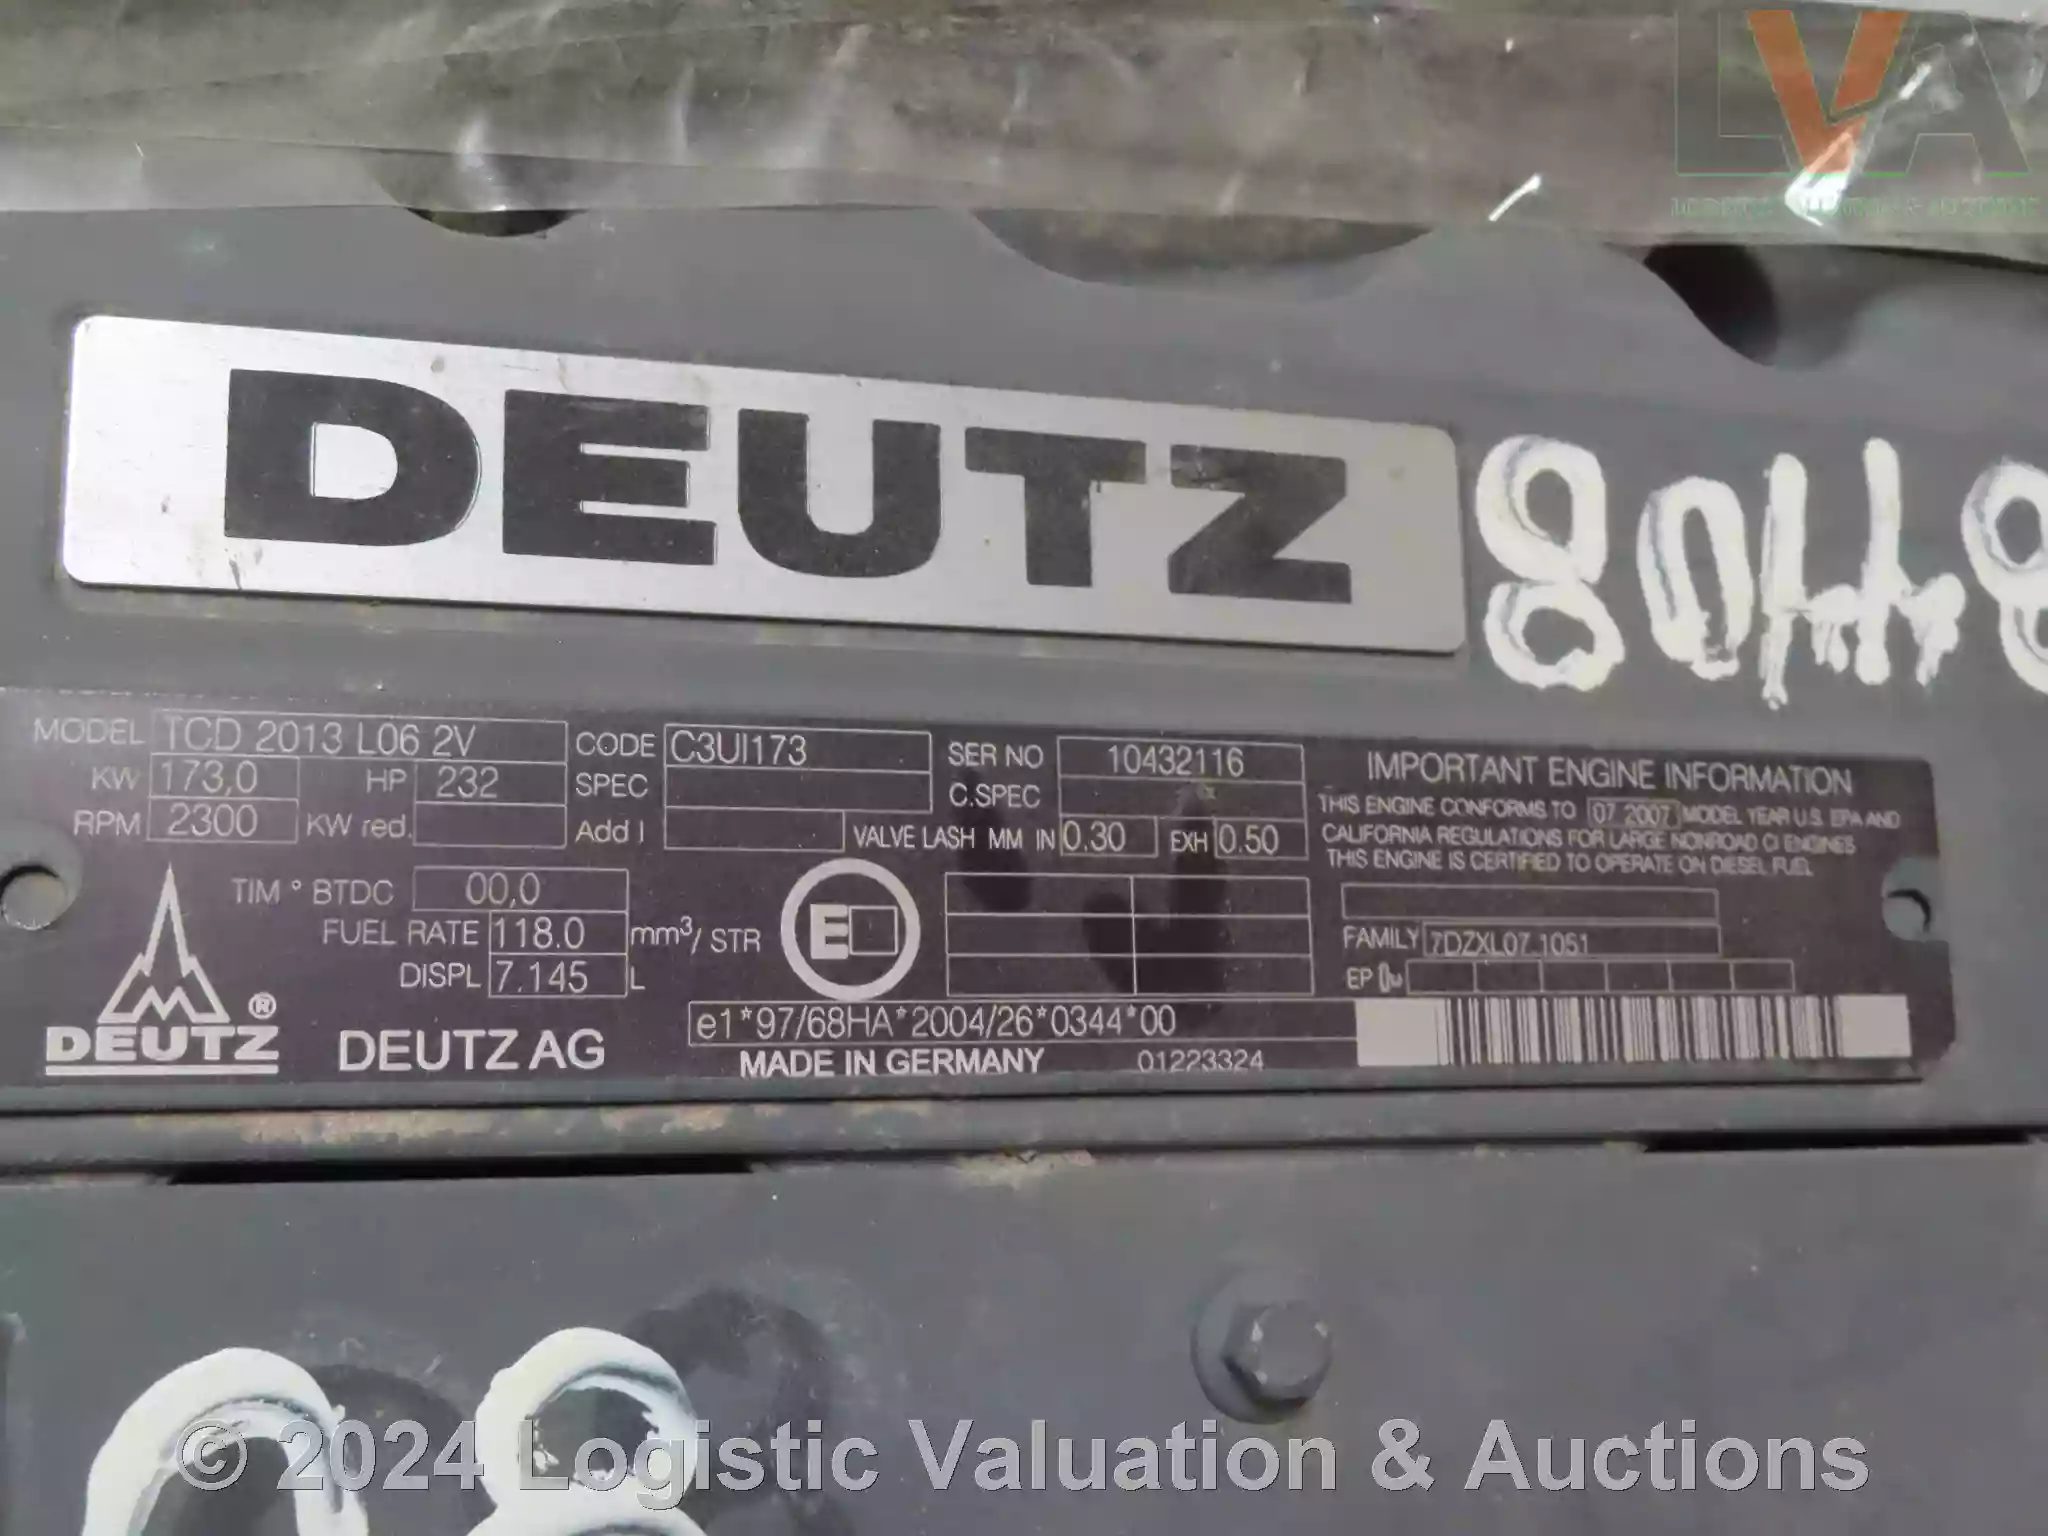 LVA
DEUTZ
8048
MODEL TCD 2013 L06 2V CODE C3UI173 SER NO 10432116
KW 173,0 HP 232 SPEC C.SPEC
RPM 2300 KW red. Add I VALVE LASH MM IN 0.30 EXH 0.50
IMPORTANT ENGINE INFORMATION
THIS ENGINE CONFORMS TO 07 2007 MODEL YEAR U.S. EPA AND
CALIFORNIA REGULATIONS FOR LARGE NONROAD CI ENGINES
THIS ENGINE IS CERTIFIED TO OPERATE ON DIESEL FUEL
TIM ° BTDC 00,0
FUEL RATE 118.0 mm³/ STR
DISPL 7.145 L
E
FAMILY 7DZXL07.1051
EP
DEUTZ ®
DEUTZ AG
e1*97/68HA*2004/26*0344*00
MADE IN GERMANY 01223324
© 2024 Logistic Valuation & Auctions